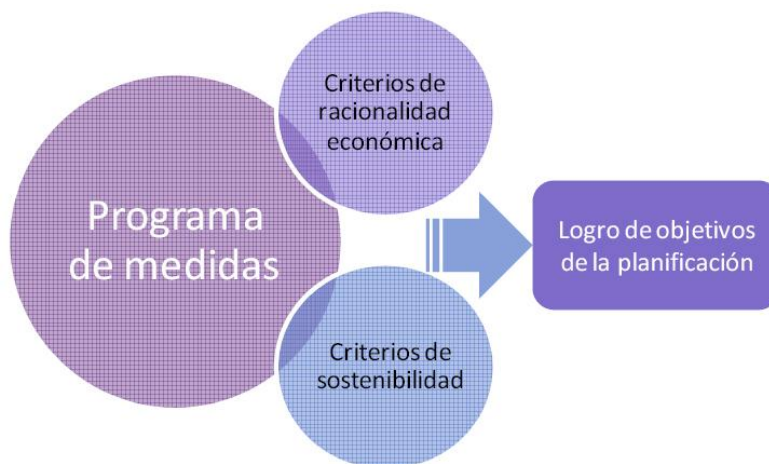 Criterios de
racionalidad
económica
Programa
de medidas
Logro de objetivos
de la planificación
Criterios de
sostenibilidad